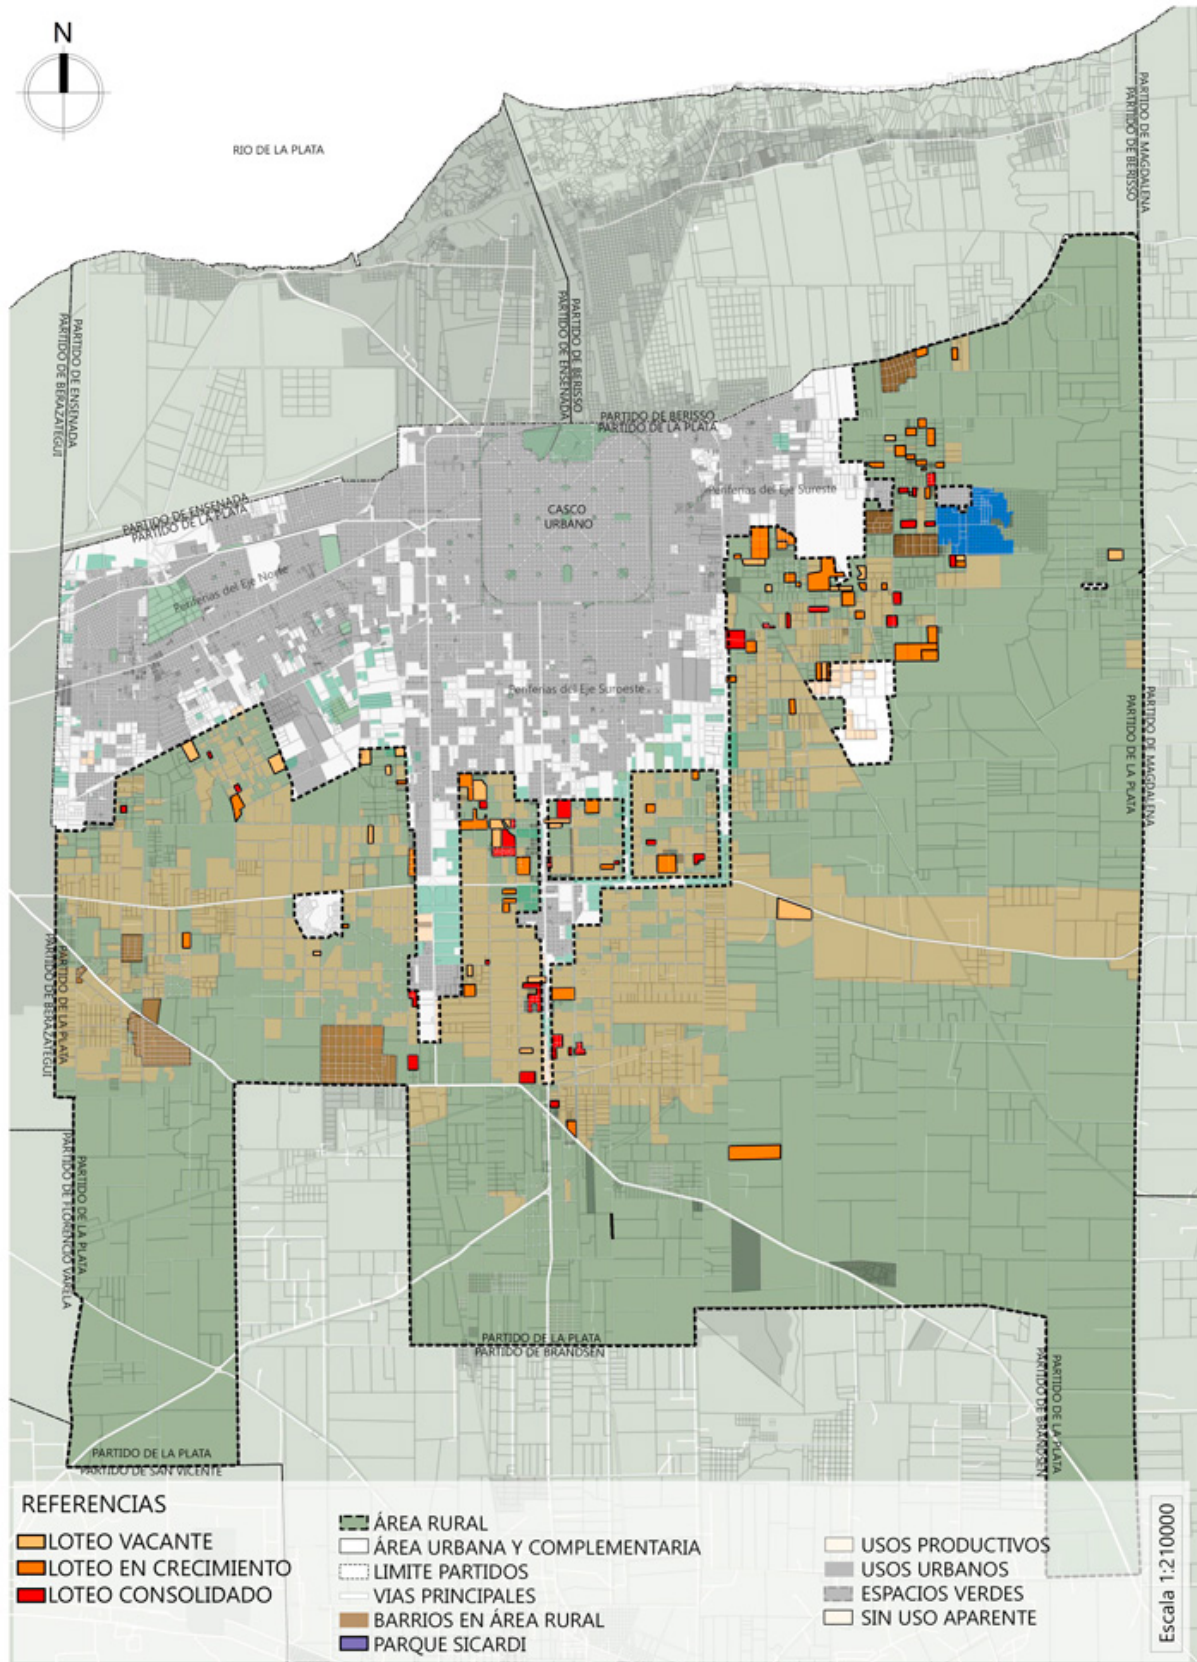 N
RIO DE LA PLATA
PARTIDO DE MAGDALENA
PARTIDO DE BERISSO
PARTIDO DE ENSENADA
PARTIDO DE BERAZATEGUI
PARTIDO DE BERISSO
PARTIDO DE ENSENADA
PARTIDO DE BERISSO
PARTIDO DE LA PLATA
PARTIDO DE ENSENADA
PARTIDO DE LA PLATA
Periferias del Eje Sureste
CASCO
URBANO
Periferias del Eje Norte
Periferias del Eje Suroeste
PARTIDO DE MAGDALENA
PARTIDO DE LA PLATA
PARTIDO DE LA PLATA
PARTIDO DE BERAZATEGUI
PARTIDO DE LA PLATA
PARTIDO DE FLORENCIO VARELA
PARTIDO DE LA PLATA
PARTIDO DE BRANDSEN
PARTIDO DE LA PLATA
PARTIDO DE BRANDSEN
PARTIDO DE LA PLATA
PARTIDO DE SAN VICENTE
REFERENCIAS
LOTEO VACANTE
LOTEO EN CRECIMIENTO
LOTEO CONSOLIDADO
ÁREA RURAL
ÁREA URBANA Y COMPLEMENTARIA
LIMITE PARTIDOS
VIAS PRINCIPALES
BARRIOS EN ÁREA RURAL
PARQUE SICARDI
USOS PRODUCTIVOS
USOS URBANOS
ESPACIOS VERDES
SIN USO APARENTE
Escala 1:210000